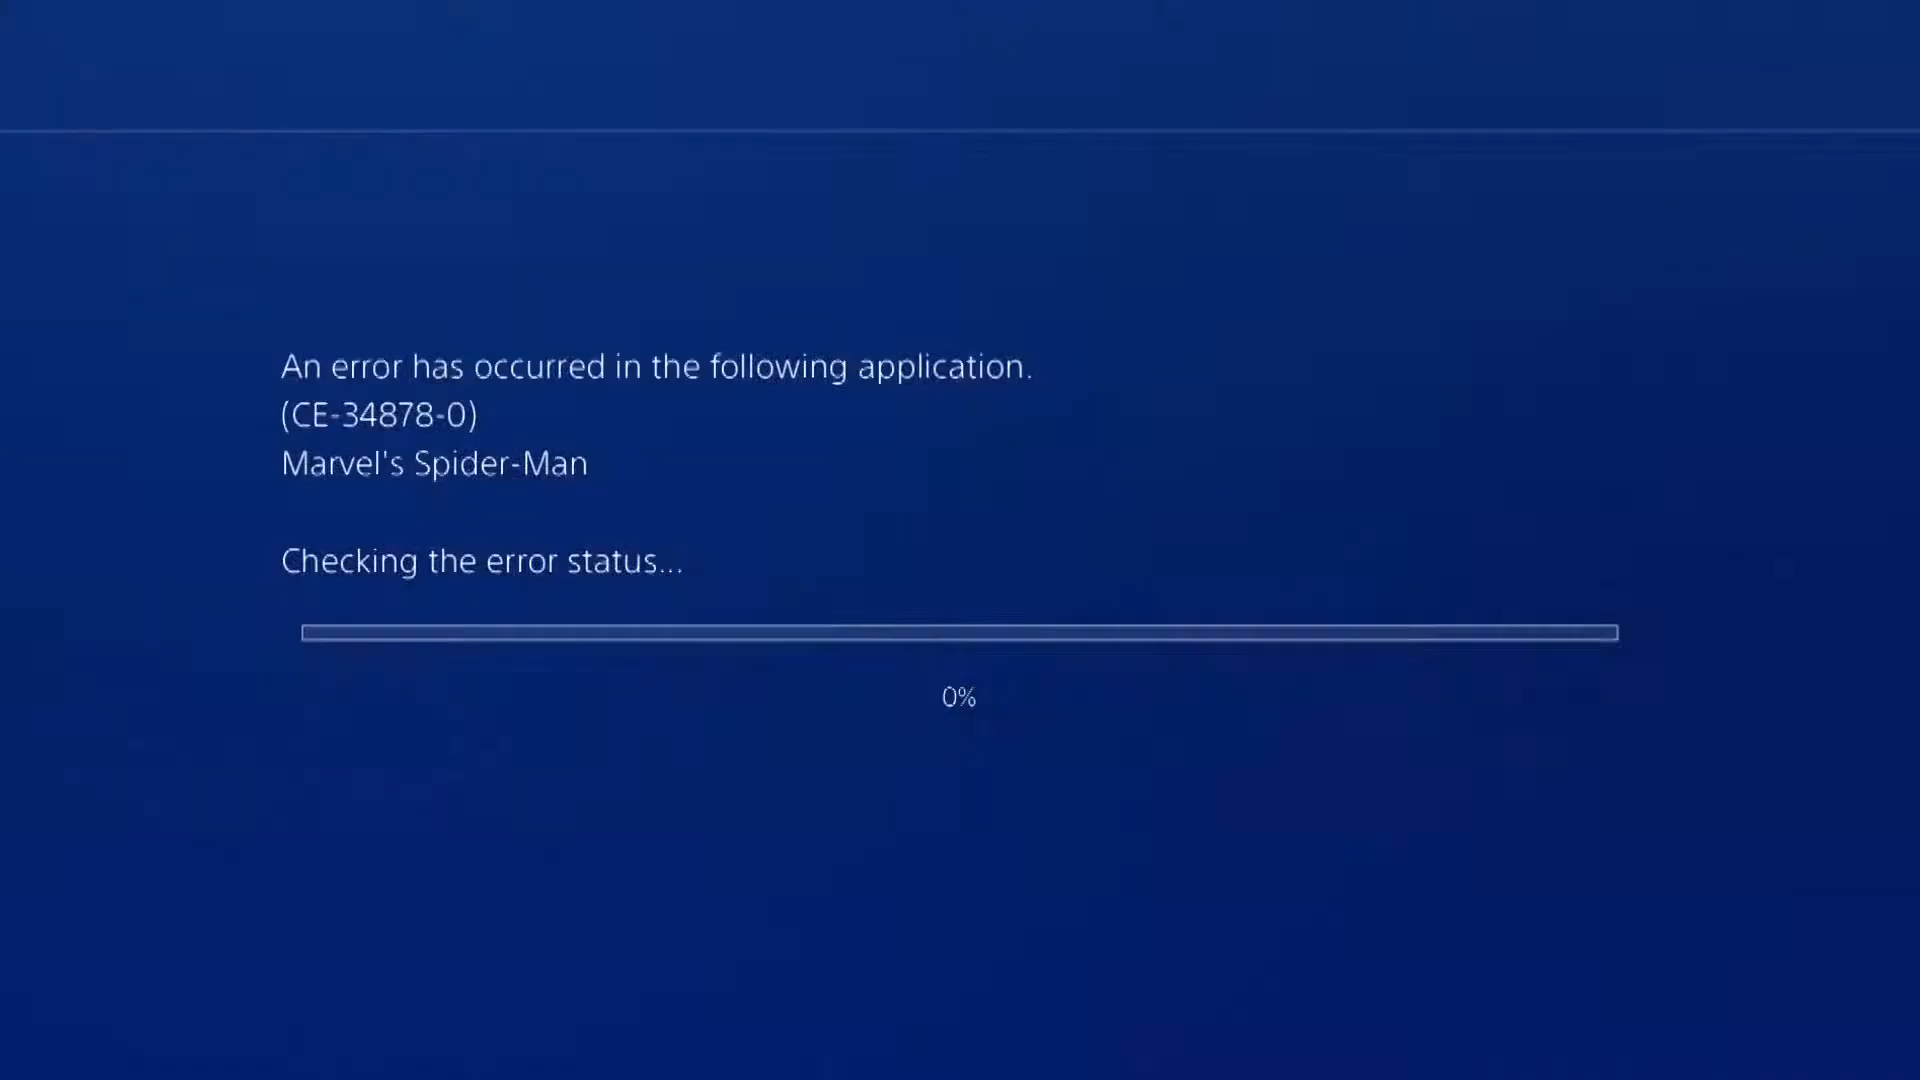 An error has occurred in the following application.
(CE-34878-0)
Marvel's Spider-Man
Checking the error status...
0%